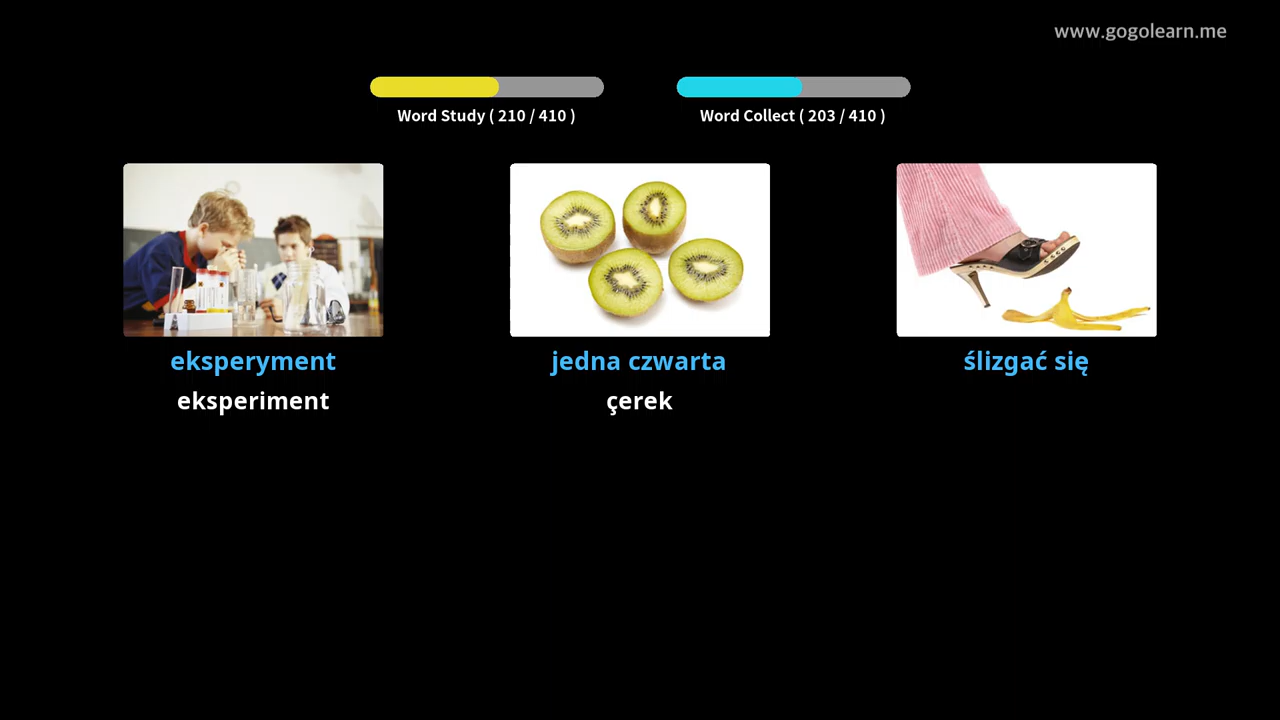 www.gogolearn.me
Word Study ( 210 / 410 )
Word Collect ( 203 / 410 )
eksperyment
eksperiment
jedna czwarta
çerek
ślizgać się